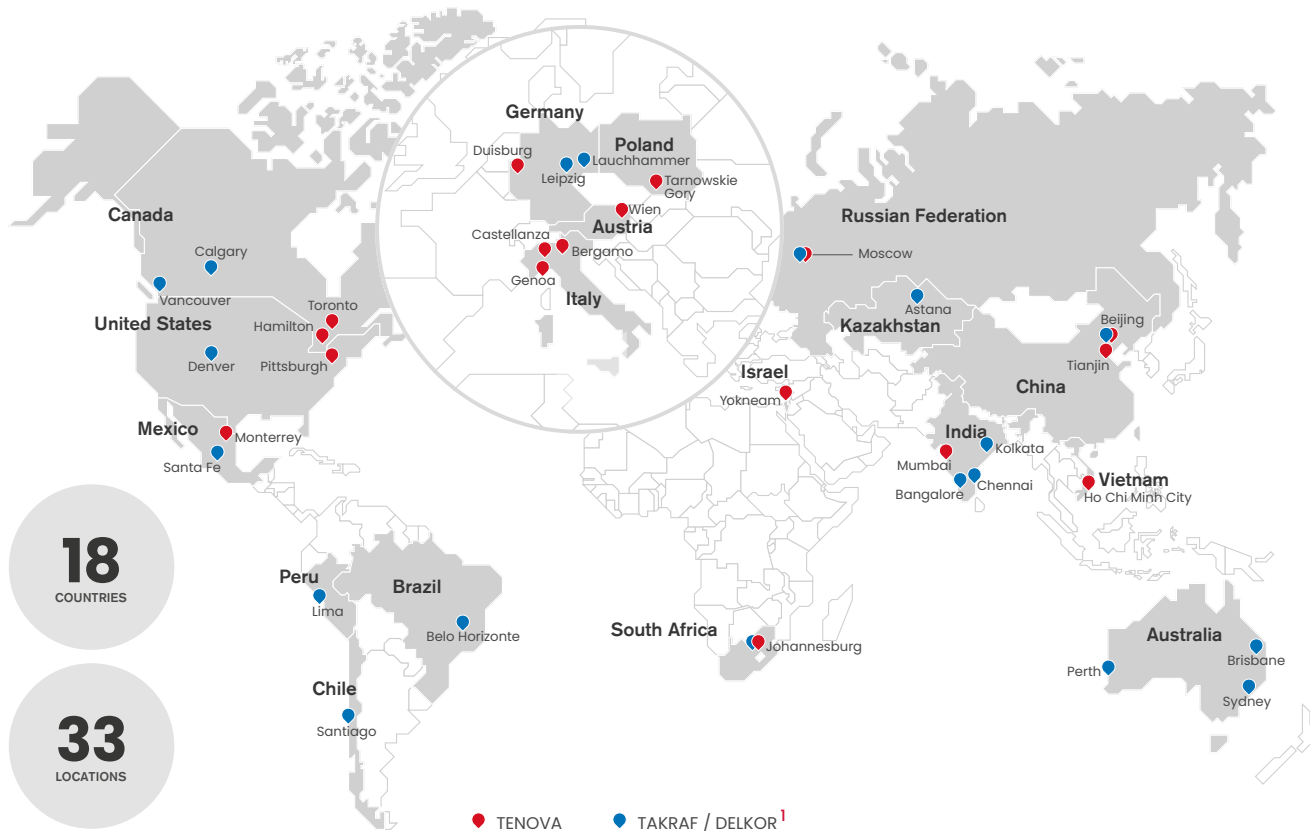 Germany
Duisburg
Poland
Lauchhammer
Leipzig
Tarnowskie
Gory
Wien
Austria
Castellanza
Bergamo
Genoa
Italy
Canada
Calgary
Vancouver
Toronto
United States
Hamilton
Denver
Pittsburgh
Mexico
Monterrey
Santa Fe
Russian Federation
Moscow
Astana
Kazakhstan
Beijing
Tianjin
China
Israel
Yokneam
India
Kolkata
Mumbai
Chennai
Bangalore
Vietnam
Ho Chi Minh City
18
COUNTRIES
33
LOCATIONS
Peru
Lima
Brazil
Belo Horizonte
Chile
Santiago
South Africa
Johannesburg
Australia
Brisbane
Perth
Sydney
TENOVA
TAKRAF / DELKOR 1